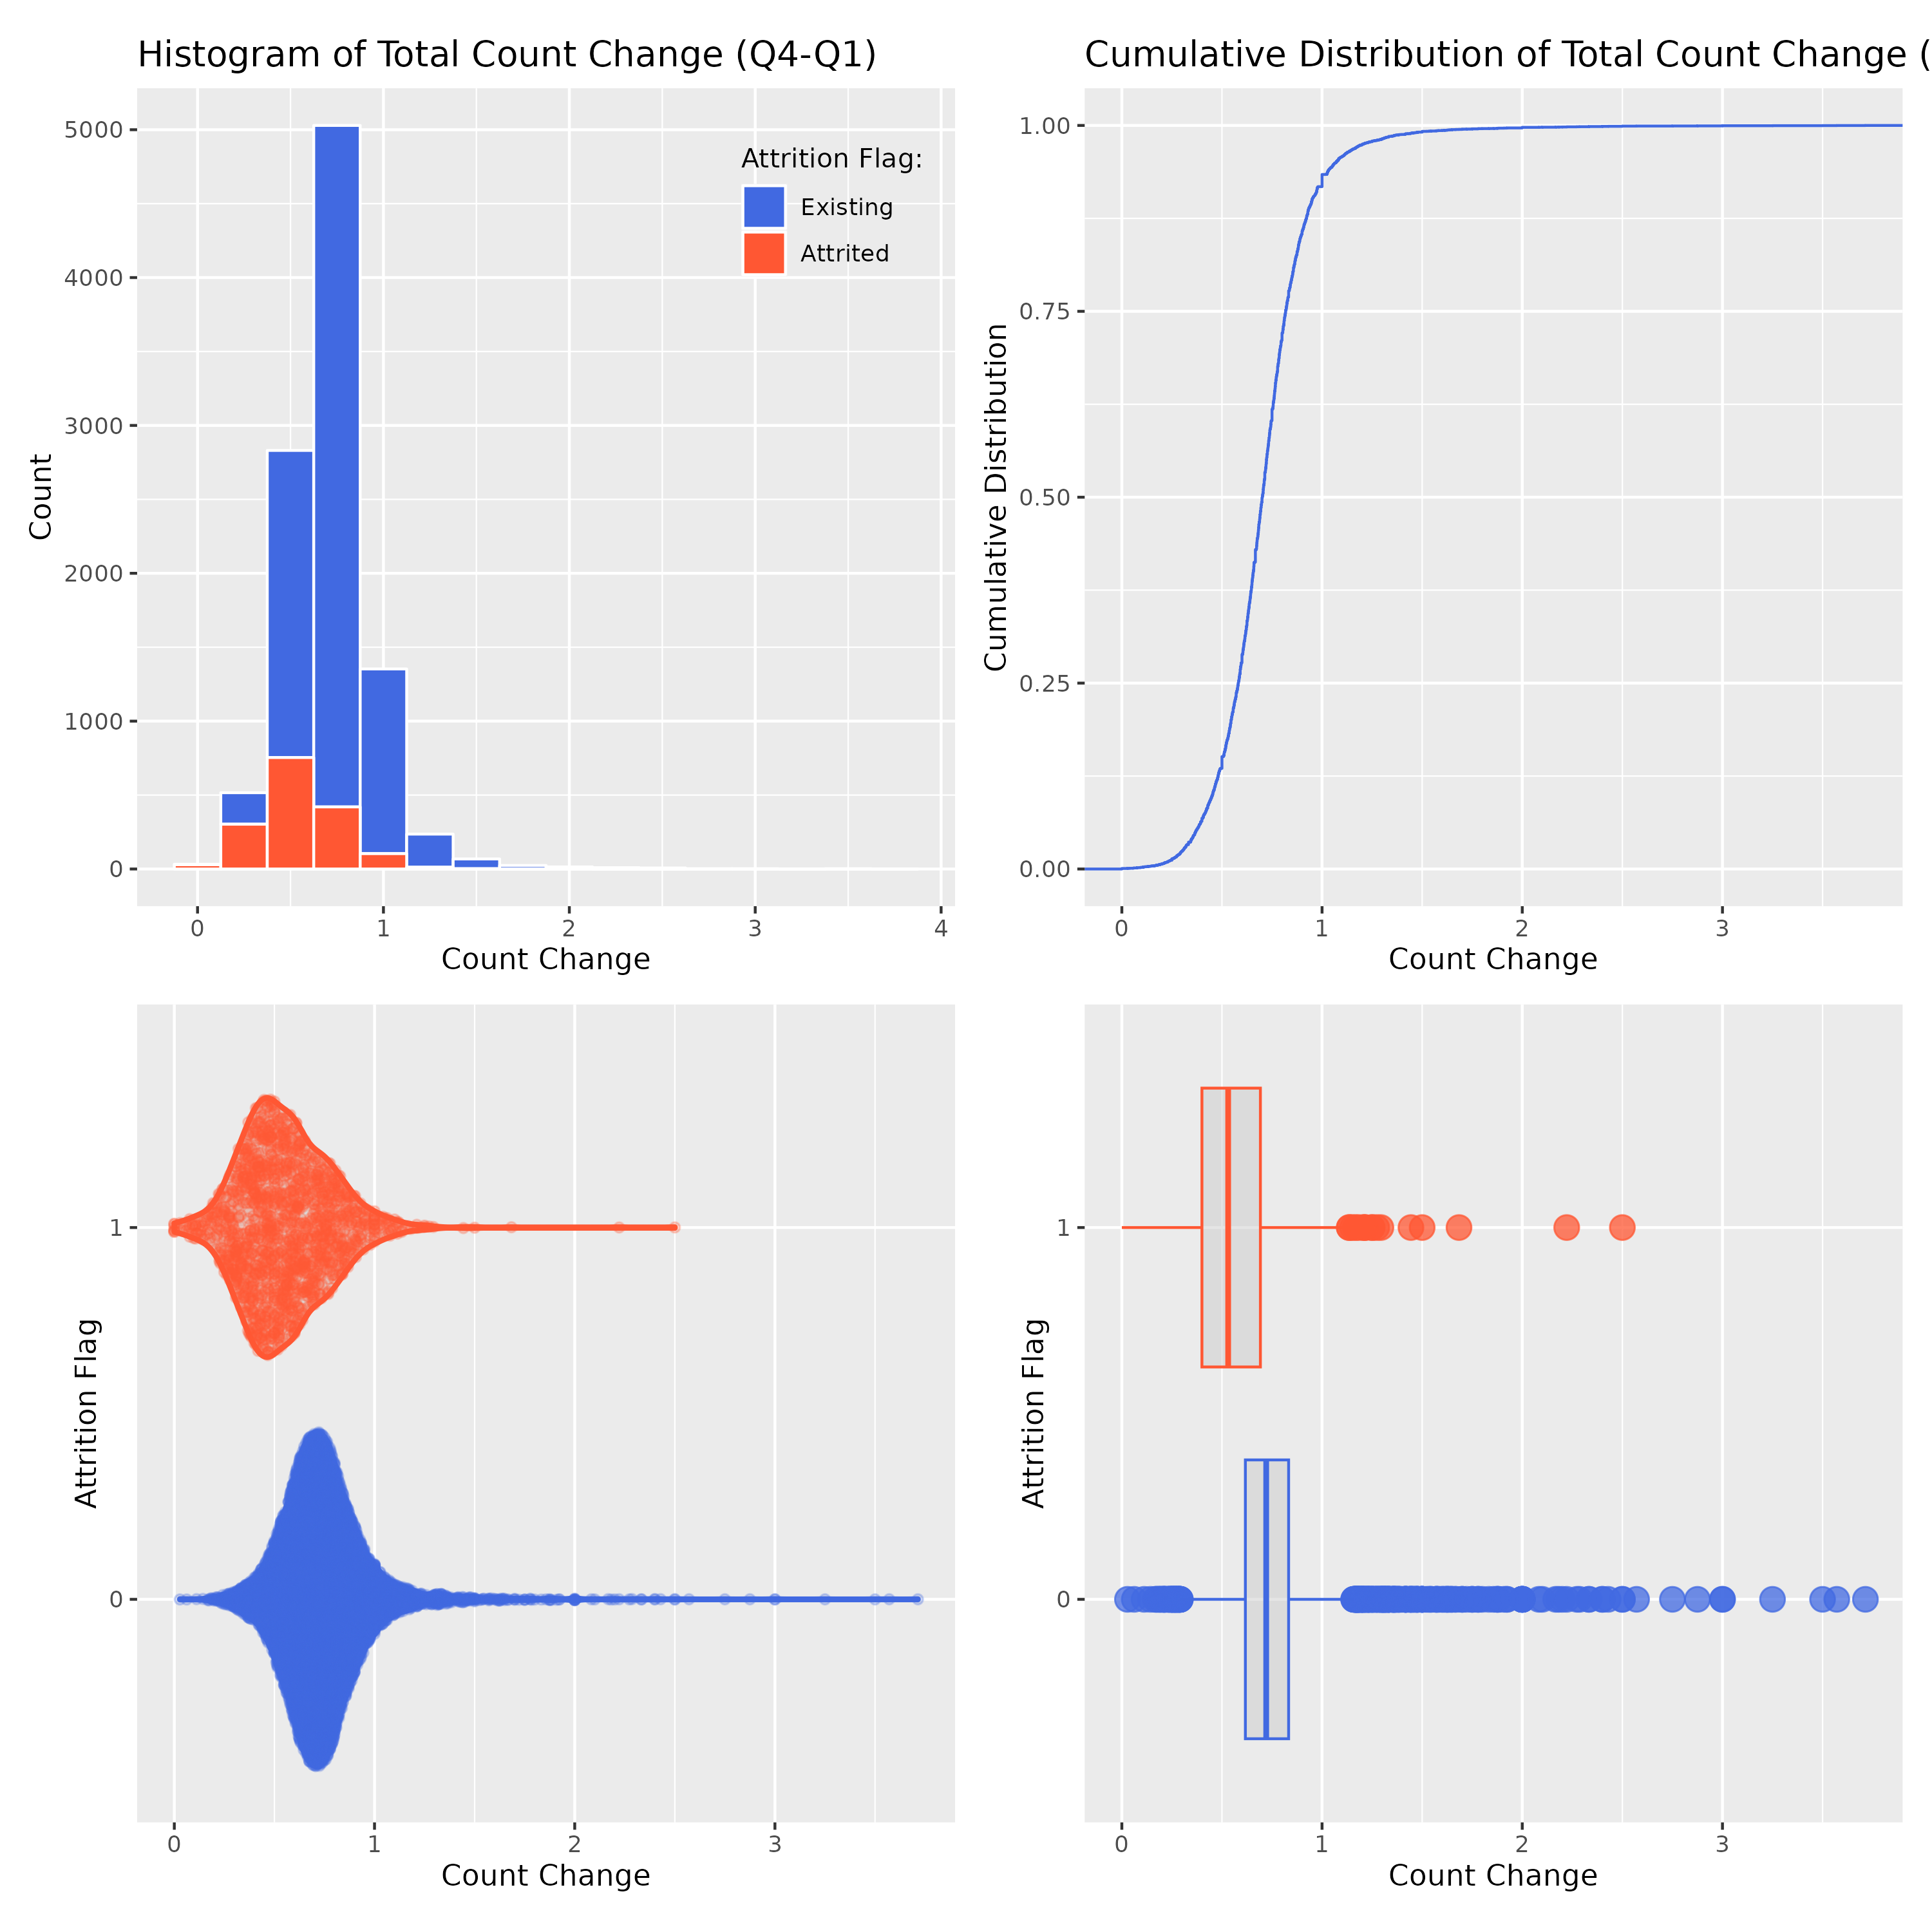 Histogram of Total Count Change (Q4-Q1)
5000
4000
3000
2000
1000
0
Count
Attrition Flag:
Existing
Attrited
0 1 2 3 4
Count Change
Cumulative Distribution of Total Count Change (
1.00
0.75
0.50
0.25
0.00
Cumulative Distribution
0 1 2 3
Count Change
1
0
Attrition Flag
0 1 2 3
Count Change
1
0
Attrition Flag
0 1 2 3
Count Change